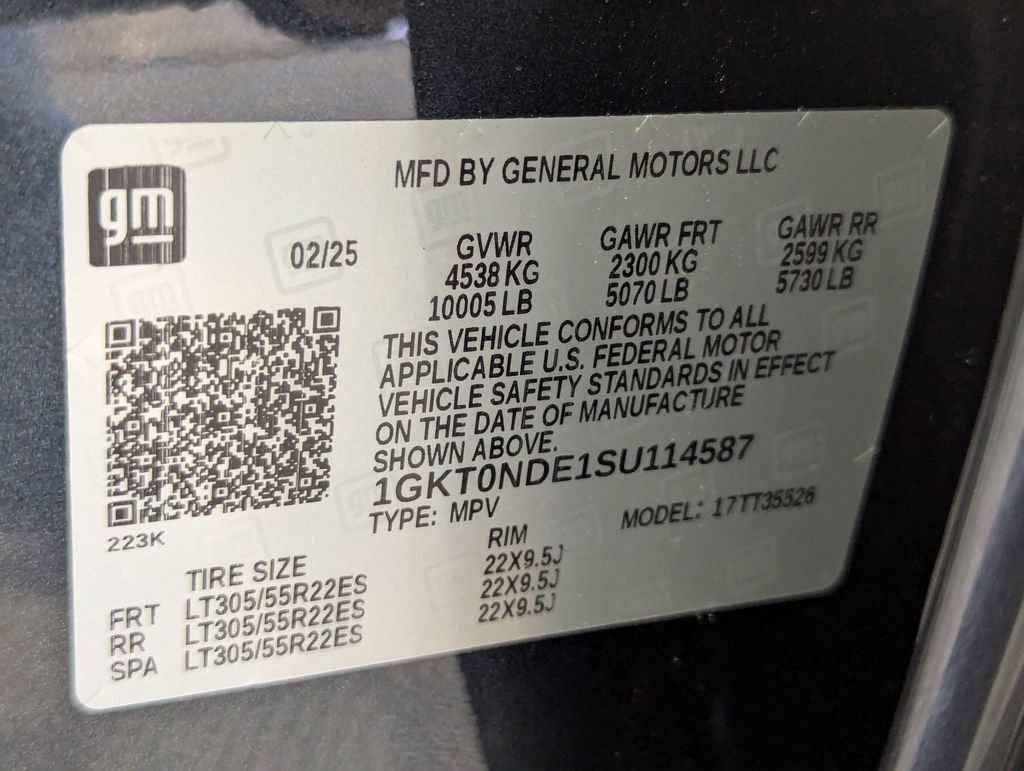 gm
MFD BY GENERAL MOTORS LLC
02/25
GVWR
4538 KG
10005 LB
GAWR FRT
2300 KG
5070 LB
GAWR RR
2599 KG
5730 LB
THIS VEHICLE CONFORMS TO ALL
APPLICABLE U.S. FEDERAL MOTOR
VEHICLE SAFETY STANDARDS IN EFFECT
ON THE DATE OF MANUFACTURE
SHOWN ABOVE.
1GKT0NDE1SU114587
TYPE: MPV
MODEL: 17TT35526
223K
TIRE SIZE RIM
FRT LT305/55R22ES 22X9.5J
RR LT305/55R22ES 22X9.5J
SPA LT305/55R22ES 22X9.5J